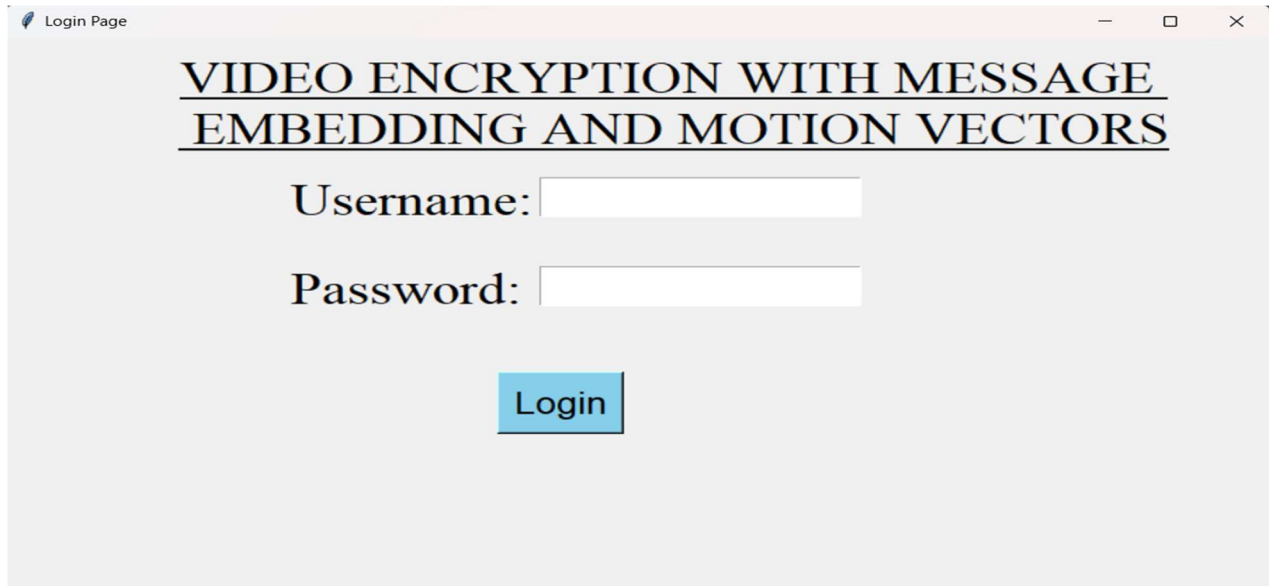 Login Page
VIDEO ENCRYPTION WITH MESSAGE
EMBEDDING AND MOTION VECTORS
Username:
Password:
Login